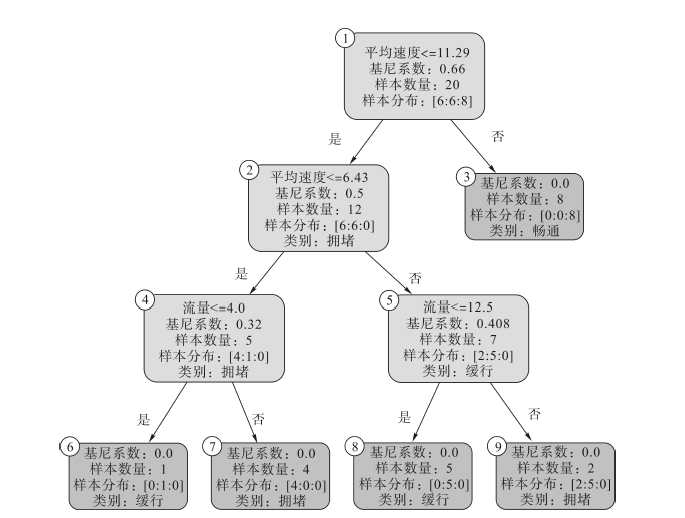 1
平均速度<=11.29
基尼系数：0.66
样本数量：20
样本分布：[6:6:8]
是
否
2
平均速度<=6.43
基尼系数：0.5
样本数量：12
样本分布：[6:6:0]
类别：拥堵
3
基尼系数：0.0
样本数量：8
样本分布：[0:0:8]
类别：畅通
是
否
4
流量<=4.0
基尼系数：0.32
样本数量：5
样本分布：[4:1:0]
类别：拥堵
5
流量<=12.5
基尼系数：0.408
样本数量：7
样本分布：[2:5:0]
类别：缓行
是
否
是
否
6
基尼系数：0.0
样本数量：1
样本分布：[0:1:0]
类别：缓行
7
基尼系数：0.0
样本数量：4
样本分布：[4:0:0]
类别：拥堵
8
基尼系数：0.0
样本数量：5
样本分布：[0:5:0]
类别：缓行
9
基尼系数：0.0
样本数量：2
样本分布：[2:5:0]
类别：拥堵